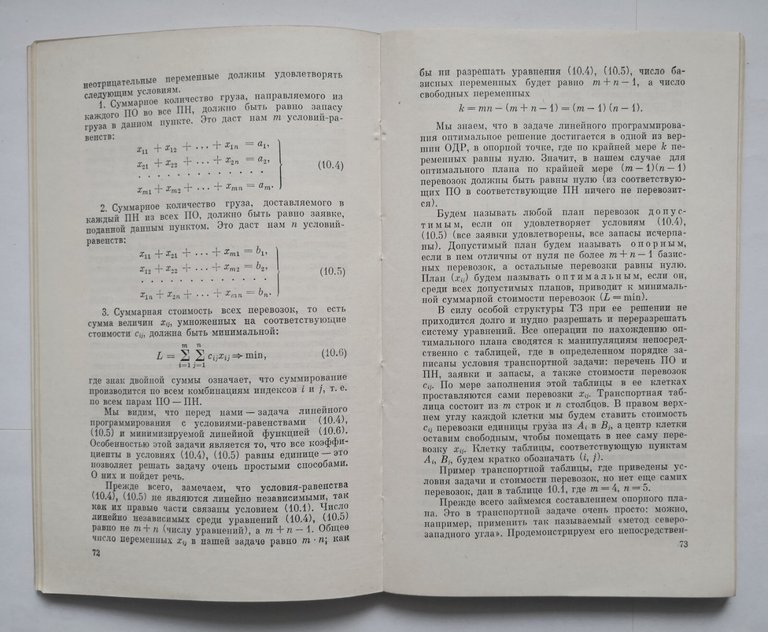 неотрицательные переменные должны удовлетворять
следующим условиям.
1. Суммарное количество груза, направляемого из
каждого ПО во все ПН, должно быть равно запасу
груза в данном пункте. Это даст нам m условий-ра-
венств:
x₁₁ + x₁₂ + ... + x₁ₙ = a₁,
x₂₁ + x₂₂ + ... + x₂ₙ = a₂,
. . . . . . . . . . . .
xₘ₁ + xₘ₂ + ... + xₘₙ = aₘ.
(10.4)
2. Суммарное количество груза, доставляемого в
каждый ПН из всех ПО, должно быть равно заявке,
поданной данным пунктом. Это даст нам n условий-
равенств:
x₁₁ + x₂₁ + ... + xₘ₁ = b₁,
x₁₂ + x₂₂ + ... + xₘ₂ = b₂,
. . . . . . . . . . . .
x₁ₙ + x₂ₙ + ... + xₘₙ = bₙ.
(10.5)
3. Суммарная стоимость всех перевозок, то есть
сумма величин xᵢⱼ, умноженных на соответствующие
стоимости cᵢⱼ, должна быть минимальной:
L = ∑ᵢ₌₁ᵐ ∑ⱼ₌₁ⁿ cᵢⱼxᵢⱼ ⇒ min, (10.6)
где знак двойной суммы означает, что суммирование
производится по всем комбинациям индексов i и j, т. е.
по всем парам ПО — ПН.
Мы видим, что перед нами — задача линейного
программирования с условиями-равенствами (10.4),
(10.5) и минимизируемой линейной функцией (10.6).
Особенностью этой задачи является то, что все коэффи-
циенты в условиях (10.4), (10.5) равны единице — это
позволяет решать задачу очень простыми способами.
О них и пойдет речь.
Прежде всего, замечаем, что условия-равенства
(10.4), (10.5) не являются линейно независимыми, так
как их правые части связаны условием (10.1). Число
линейно независимых среди уравнений (10.4), (10.5)
равно не m + n (числу уравнений), а m + n — 1. Общее
число переменных xᵢⱼ в нашей задаче равно m · n; как
72
бы ни разрешать уравнения (10.4), (10.5), число ба-
зисных переменных будет равно m + n — 1, а число
свободных переменных
k = mn — (m + n — 1) = (m — 1) (n — 1).
Мы знаем, что в задаче линейного программирова-
ния оптимальное решение достигается в одной из вер-
шин ОДР, в опорной точке, где по крайней мере k пе-
ременных равны нулю. Значит, в нашем случае для
оптимального плана по крайней мере (m — 1)(n — 1)
перевозок должны быть равны нулю (из соответствую-
щих ПО в соответствующие ПН ничего не перевозит-
ся).
Будем называть любой план перевозок допус-
тимым, если он удовлетворяет условиям (10.4),
(10.5) (все заявки удовлетворены, все запасы исчерпа-
ны). Допустимый план будем называть опорным,
если в нем отличны от нуля не более m + n — 1 базис-
ных перевозок, а остальные перевозки равны нулю.
План (xᵢⱼ) будем называть оптимальным, если он,
среди всех допустимых планов, приводит к минималь-
ной суммарной стоимости перевозок (L = min).
В силу особой структуры ТЗ при ее решении не
приходится долго и нудно разрешать и переразрешать
систему уравнений. Все операции по нахождению оп-
тимального плана сводятся к манипуляциям непосред-
ственно с таблицей, где в определенном порядке за-
писаны условия транспортной задачи: перечень ПО и
ПН, заявки и запасы, а также стоимости перевозок
cᵢⱼ. По мере заполнения этой таблицы в ее клетках
проставляются сами перевозки xᵢⱼ. Транспортная таб-
лица состоит из m строк и n столбцов. В правом верх-
нем углу каждой клетки мы будем ставить стоимость
cᵢⱼ перевозки единицы груза из Aᵢ в Bⱼ, а центр клетки
оставим свободным, чтобы помещать в нее саму пере-
возку xᵢⱼ. Клетку таблицы, соответствующую пунктам
Aᵢ, Bⱼ, будем кратко обозначать (i, j).
Пример транспортной таблицы, где приведены ус-
ловия задачи и стоимости перевозок, но нет еще самих
перевозок, дан в таблице 10.1, где m = 4, n = 5.
Прежде всего займемся составлением опорного пла-
на. Это в транспортной задаче очень просто: можно,
например, применить так называемый «метод северо-
западного угла». Продемонстрируем его непосредствен-
73